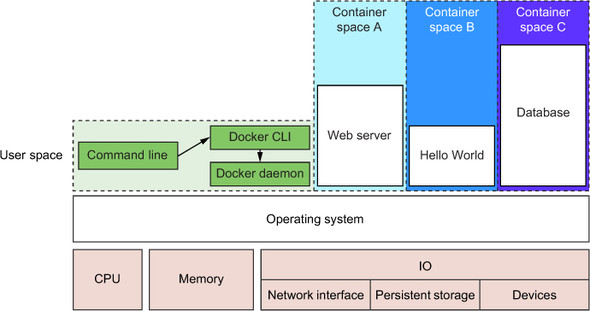 Container
space A
Container
space B
Container
space C
User space
Command line
Docker CLI
Docker daemon
Web server
Hello World
Database
Operating system
CPU
Memory
IO
Network interface
Persistent storage
Devices